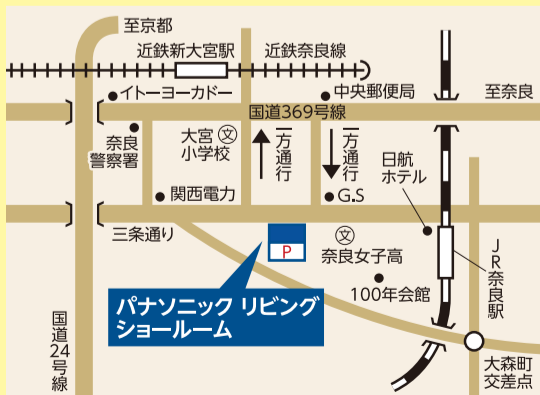 至京都
近鉄新大宮駅
近鉄奈良線
イトーヨーカドー
中央郵便局
国道369号線
至奈良
奈良
警察署
大宮
小学校
文
一方通行
一方通行
日航
ホテル
関西電力
G.S
三条通り
P
文
奈良女子高
100年会館
JR奈良駅
パナソニック リビング
ショールーム
国道24号線
大森町
交差点